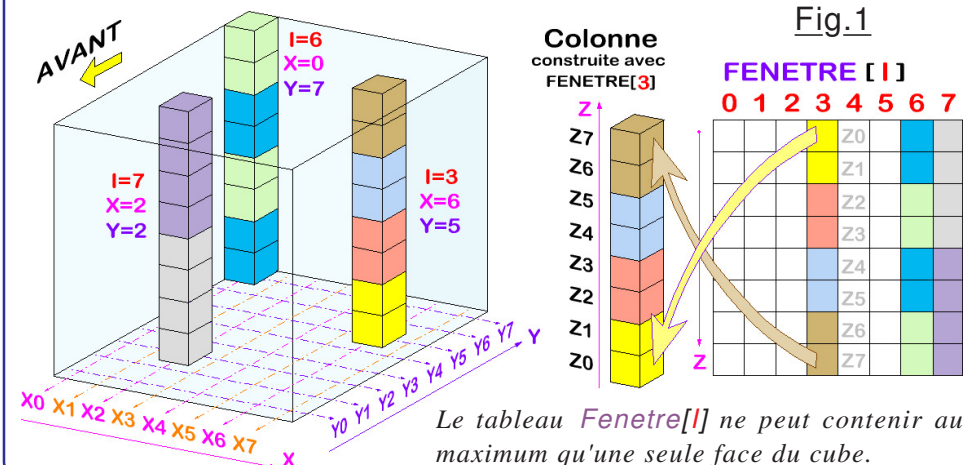 AVANT
I=6
X=0
Y=7
I=7
X=2
Y=2
I=3
X=6
Y=5
X0 X1 X2 X3 X4 X5 X6 X7
X
Y0 Y1 Y2 Y3 Y4 Y5 Y6 Y7
Y
Colonne
construite avec
FENETRE[3]
Z
Z7
Z6
Z5
Z4
Z3
Z2
Z1
Z0
Fig.1
FENETRE [I]
0 1 2 3 4 5 6 7
Z0
Z1
Z2
Z3
Z4
Z5
Z6
Z7
Z
Le tableau Fenetre[I] ne peut contenir au
maximum qu'une seule face du cube.